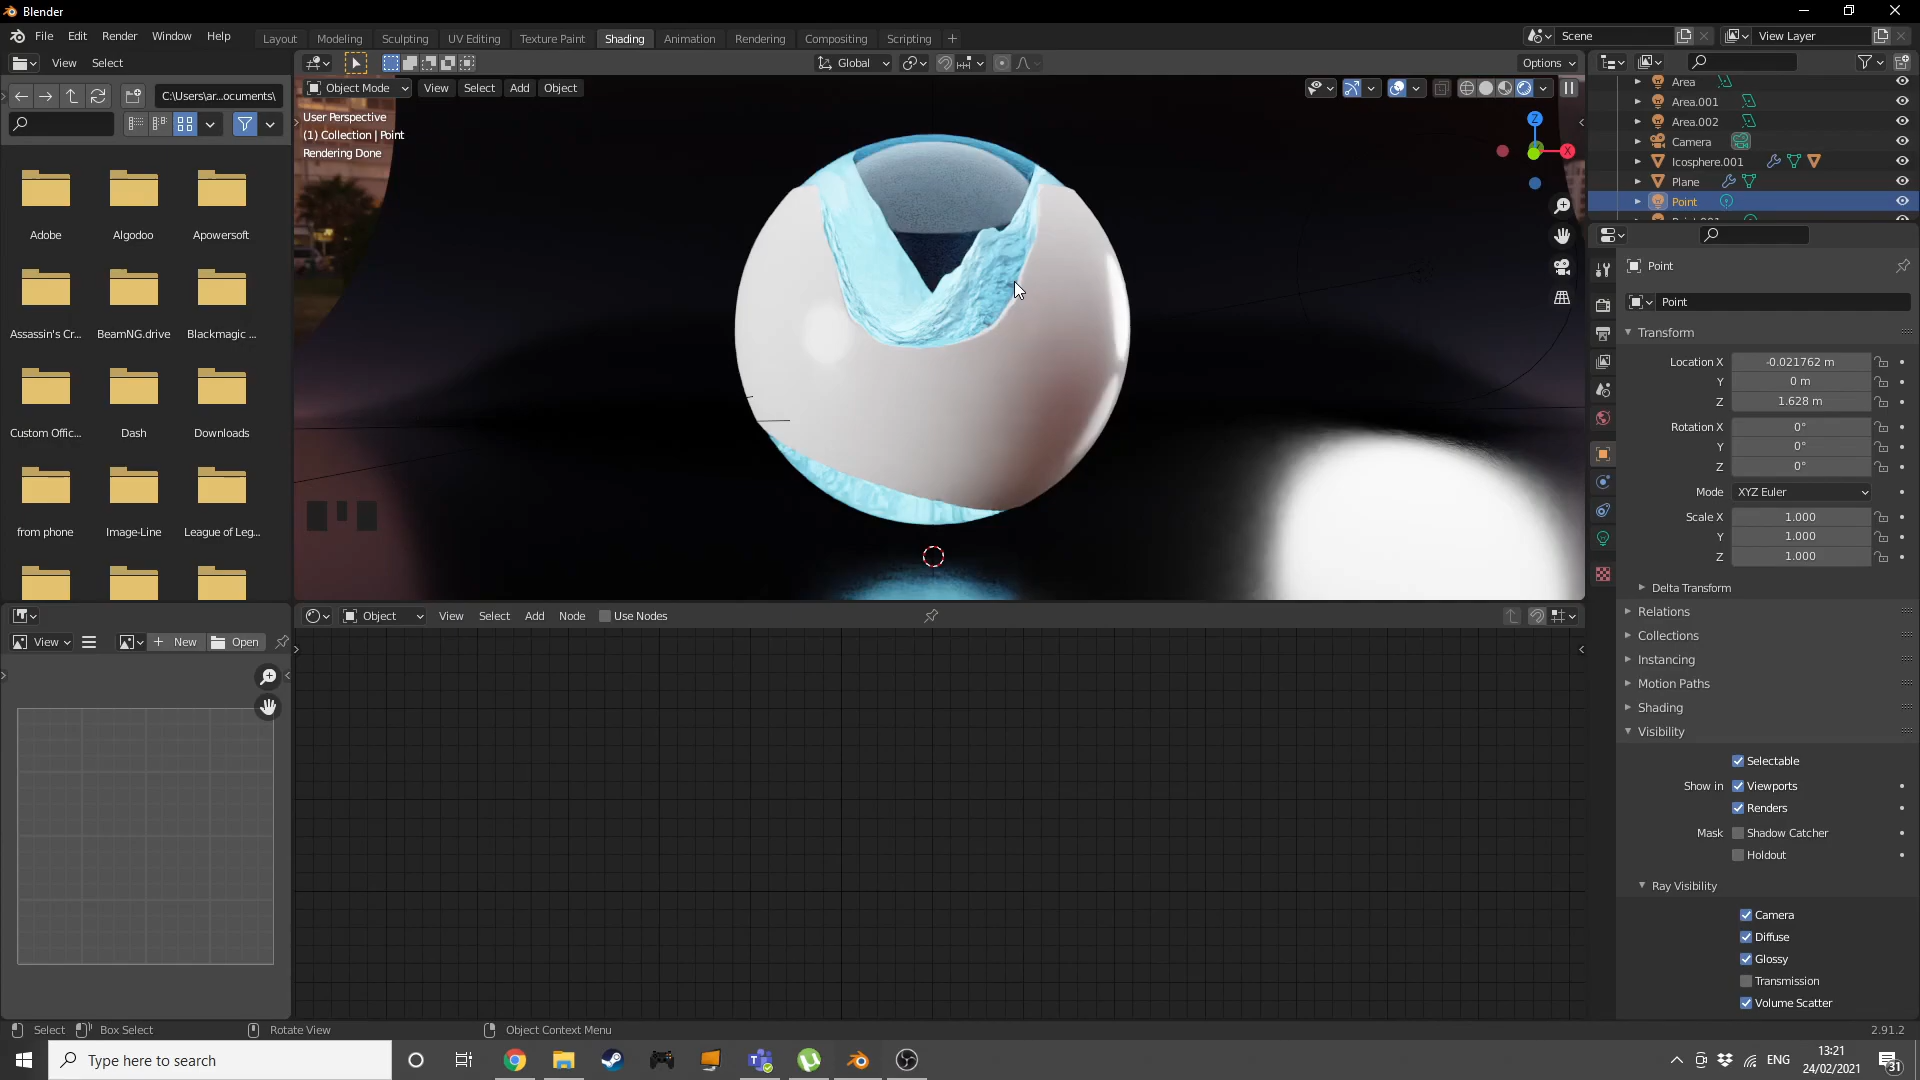 Blender
File Edit Render Window Help
Layout Modeling Sculpting UV Editing Texture Paint Shading Animation Rendering Compositing Scripting
Scene
View Layer
View Select
Global
Options
C:\Users\ar...ocuments\
Object Mode View Select Add Object
User Perspective
(1) Collection | Point
Rendering Done
Z
X
Adobe Algodoo Apowersoft
Assassin's Cr... BeamNG.drive Blackmagic ...
Custom Offic... Dash Downloads
from phone Image-Line League of Leg...
Area
Area.001
Area.002
Camera
Icosphere.001
Plane
Point
Point
Point
Transform
Location X -0.021762 m
Y 0 m
Z 1.628 m
Rotation X 0°
Y 0°
Z 0°
Mode XYZ Euler
Scale X 1.000
Y 1.000
Z 1.000
Delta Transform
Relations
Collections
Instancing
Motion Paths
Shading
Visibility
Selectable
Show in Viewports
Renders
Mask Shadow Catcher
Holdout
Ray Visibility
Camera
Diffuse
Glossy
Transmission
Volume Scatter
Object View Select Add Node Use Nodes
View New Open
Select Box Select Rotate View Object Context Menu
2.91.2
Type here to search
ENG
13:21
24/02/2021
31